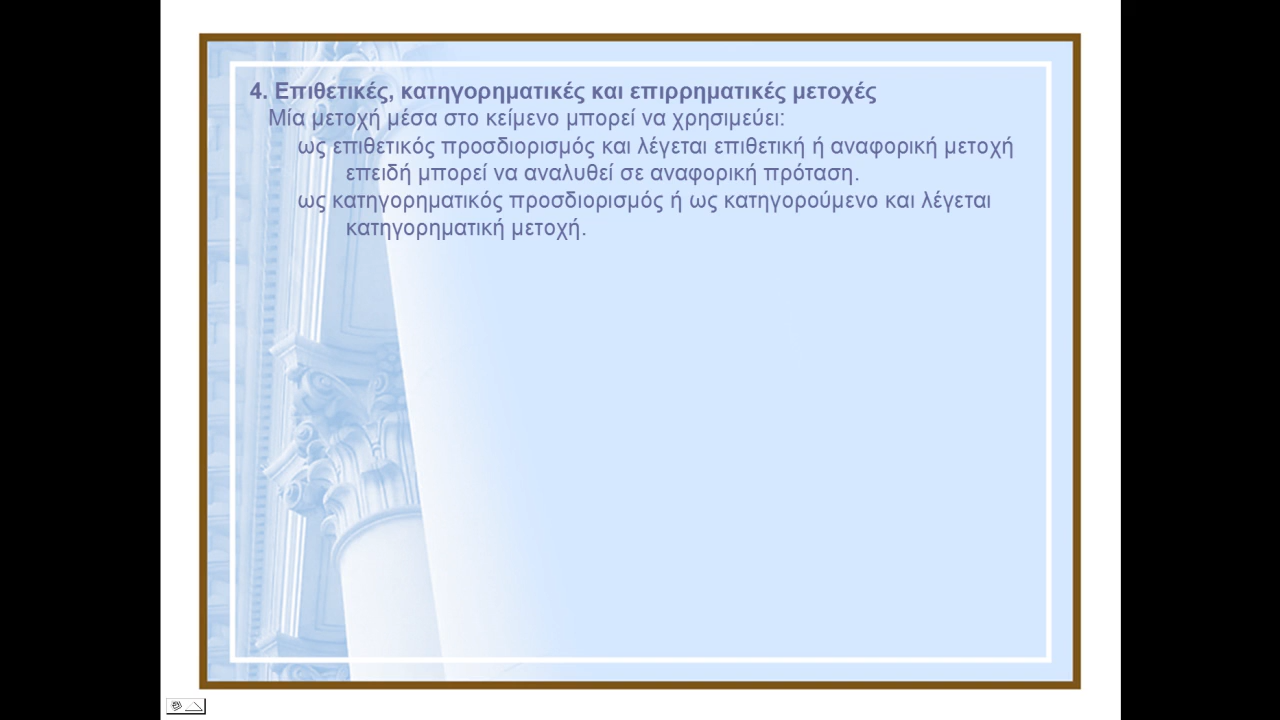 4. Επιθετικές, κατηγορηματικές και επιρρηματικές μετοχές
Μία μετοχή μέσα στο κείμενο μπορεί να χρησιμεύει:
ως επιθετικός προσδιορισμός και λέγεται επιθετική ή αναφορική μετοχή
επειδή μπορεί να αναλυθεί σε αναφορική πρόταση.
ως κατηγορηματικός προσδιορισμός ή ως κατηγορούμενο και λέγεται
κατηγορηματική μετοχή.